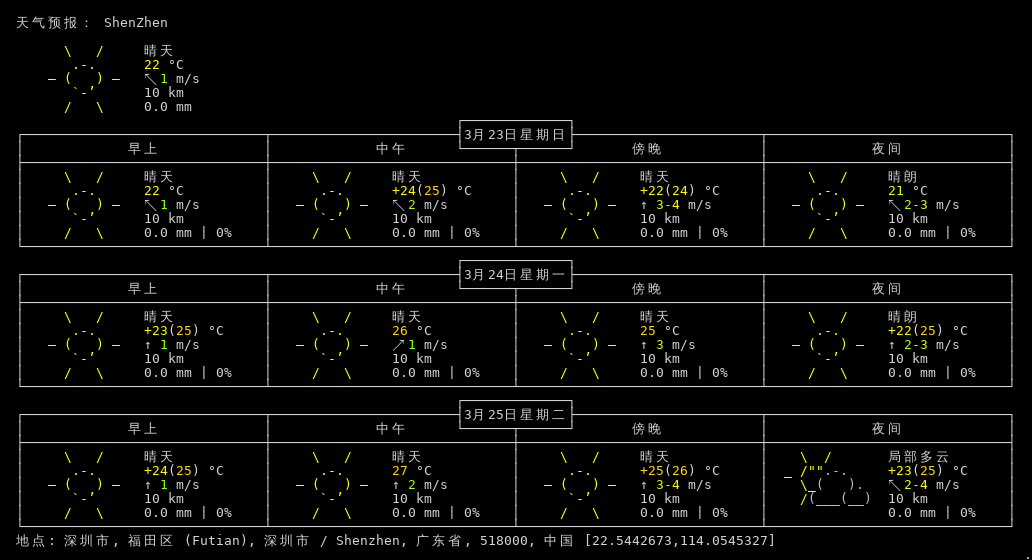 天气预报： ShenZhen
晴天
22 °C
↖ 1 m/s
10 km
0.0 mm
3月23日星期日
早上 中午 傍晚 夜间
晴天 晴天 晴天 晴朗
22 °C +24(25) °C +22(24) °C 21 °C
↖ 1 m/s ↖ 2 m/s ↑ 3-4 m/s ↖ 2-3 m/s
10 km 10 km 10 km 10 km
0.0 mm | 0% 0.0 mm | 0% 0.0 mm | 0% 0.0 mm | 0%
3月24日星期一
早上 中午 傍晚 夜间
晴天 晴天 晴天 晴朗
+23(25) °C 26 °C 25 °C +22(25) °C
↑ 1 m/s ↗ 1 m/s ↑ 3 m/s ↑ 2-3 m/s
10 km 10 km 10 km 10 km
0.0 mm | 0% 0.0 mm | 0% 0.0 mm | 0% 0.0 mm | 0%
3月25日星期二
早上 中午 傍晚 夜间
晴天 晴天 晴天 局部多云
+24(25) °C 27 °C +25(26) °C +23(25) °C
↑ 1 m/s ↑ 2 m/s ↑ 3-4 m/s ↖ 2-4 m/s
10 km 10 km 10 km 10 km
0.0 mm | 0% 0.0 mm | 0% 0.0 mm | 0% 0.0 mm | 0%
地点: 深圳市, 福田区 (Futian), 深圳市 / Shenzhen, 广东省, 518000, 中国 [22.5442673,114.0545327]